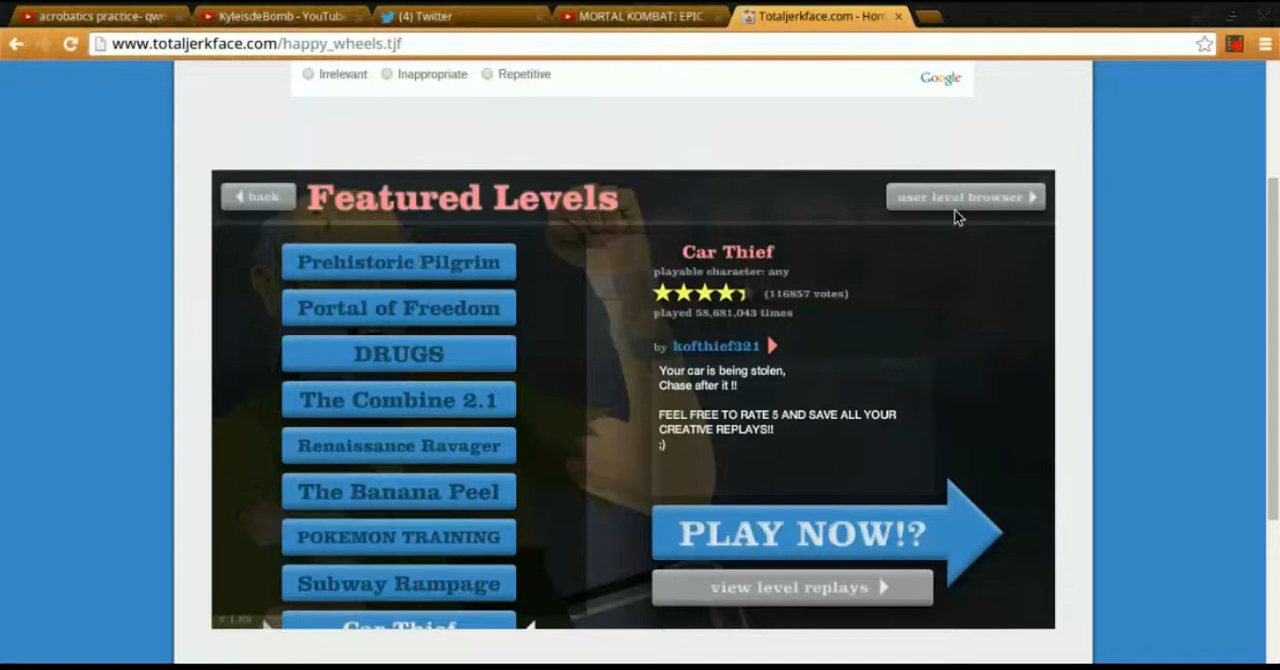 acrobatics practice- qwo
KyleisdeBomb - YouTub
(4) Twitter
MORTAL KOMBAT: EPIC
Totaljerkface.com - Hom
www.totaljerkface.com/happy_wheels.tjf
Irrelevant Inappropriate Repetitive
Google
back
Featured Levels
user level browser
Prehistoric Pilgrim
Portal of Freedom
DRUGS
The Combine 2.1
Renaissance Ravager
The Banana Peel
POKEMON TRAINING
Subway Rampage
Car Thief
Car Thief
playable character: any
(116857 votes)
played 58,681,043 times
by kofthief321
Your car is being stolen,
Chase after it !!
FEEL FREE TO RATE 5 AND SAVE ALL YOUR
CREATIVE REPLAYS!!
;)
PLAY NOW!?
view level replays